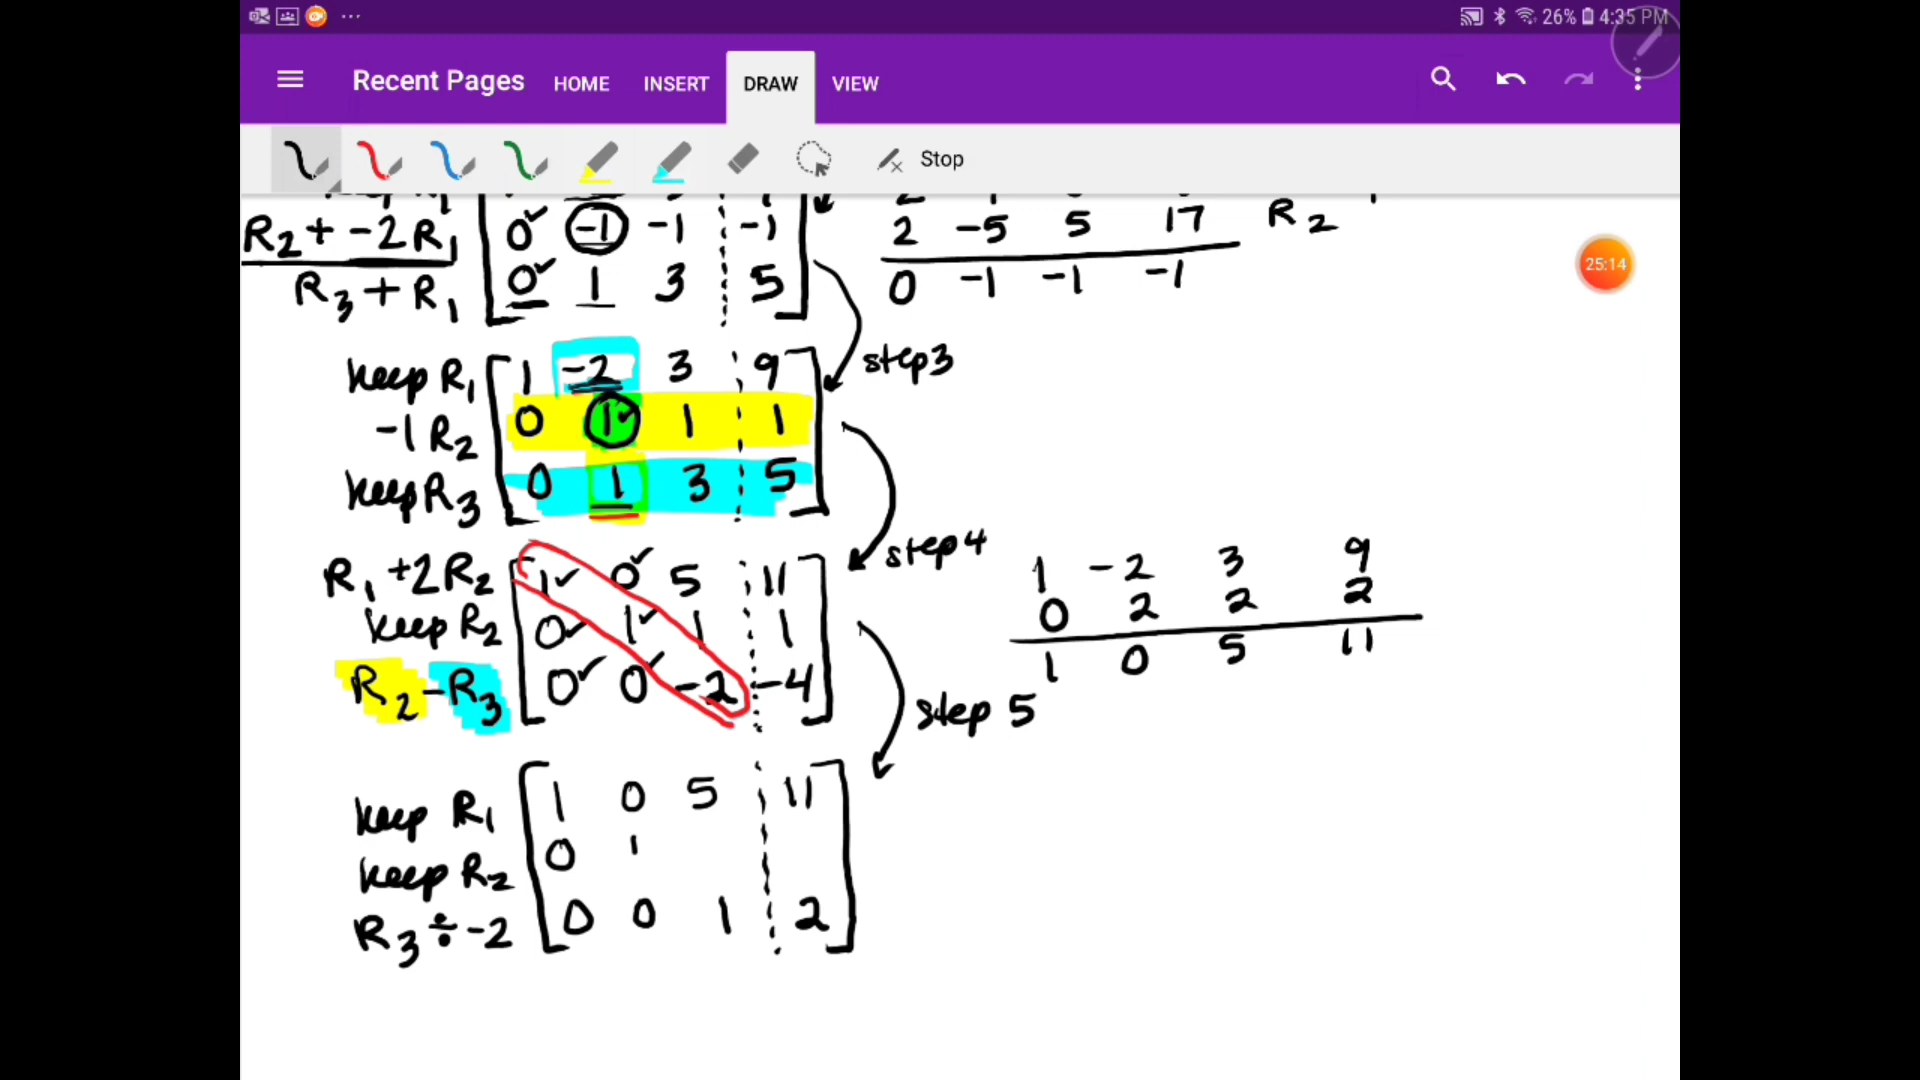 26% 4:35 PM
Recent Pages HOME INSERT DRAW VIEW
Stop
25:14
R2 + -2R1 0 -1 -1 -1
R3 + R1 0 1 3 5
2 -5 5 17 R2
0 -1 -1 -1
step3
keep R1 1 -2 3 9
-1 R2 0 1 1 1
keep R3 0 1 3 5
step4
R1 +2R2 1 0 5 11
keep R2 0 1 1 1
R2 - R3 0 0 -2 -4
1 -2 3 9
0 2 2 2
1 0 5 11
step 5
keep R1 1 0 5 11
keep R2 0 1
R3 ÷ -2 0 0 1 2